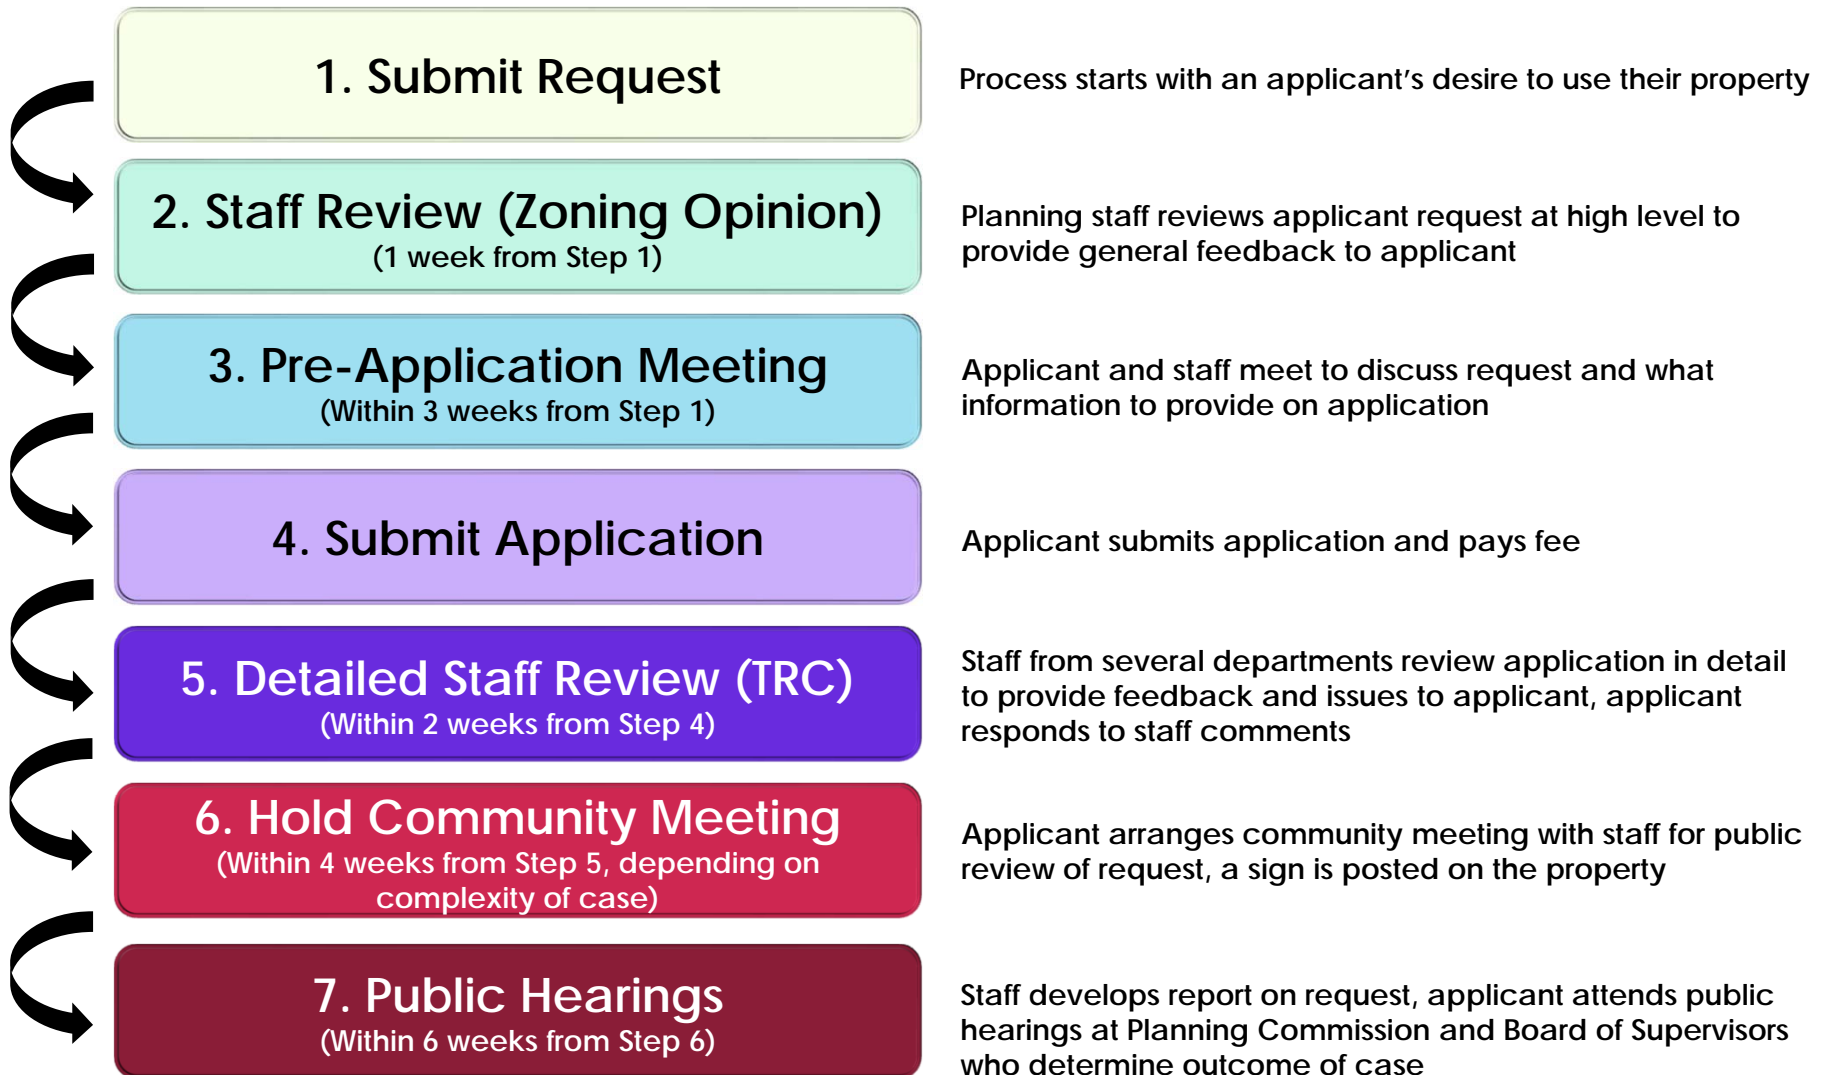 1. Submit Request
Process starts with an applicant's desire to use their property
2. Staff Review (Zoning Opinion)
(1 week from Step 1)
Planning staff reviews applicant request at high level to
provide general feedback to applicant
3. Pre-Application Meeting
(Within 3 weeks from Step 1)
Applicant and staff meet to discuss request and what
information to provide on application
4. Submit Application
Applicant submits application and pays fee
5. Detailed Staff Review (TRC)
(Within 2 weeks from Step 4)
Staff from several departments review application in detail
to provide feedback and issues to applicant, applicant
responds to staff comments
6. Hold Community Meeting
(Within 4 weeks from Step 5, depending on
complexity of case)
Applicant arranges community meeting with staff for public
review of request, a sign is posted on the property
7. Public Hearings
(Within 6 weeks from Step 6)
Staff develops report on request, applicant attends public
hearings at Planning Commission and Board of Supervisors
who determine outcome of case